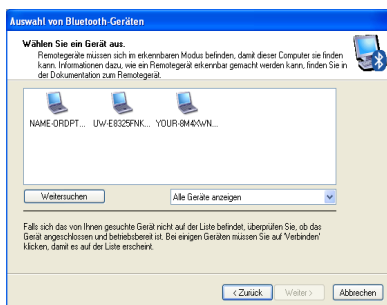 Auswahl von Bluetooth-Geräten
Wählen Sie ein Gerät aus.
Remotegeräte müssen sich im erkennbaren Modus befinden, damit dieser Computer sie finden
kann. Informationen dazu, wie ein Remotegerät erkennbar gemacht werden kann, finden Sie in
der Dokumentation zum Remotegerät.
NAME-ORDPT... UW-E8325FNK... YOUR-8M4XWN...
Weitersuchen Alle Geräte anzeigen
Falls sich das von Ihnen gesuchte Gerät nicht auf der Liste befindet, überprüfen Sie, ob das
Gerät angeschlossen und betriebsbereit ist. Bei einigen Geräten müssen Sie auf 'Verbinden'
klicken, damit es auf der Liste erscheint.
< Zurück Weiter > Abbrechen